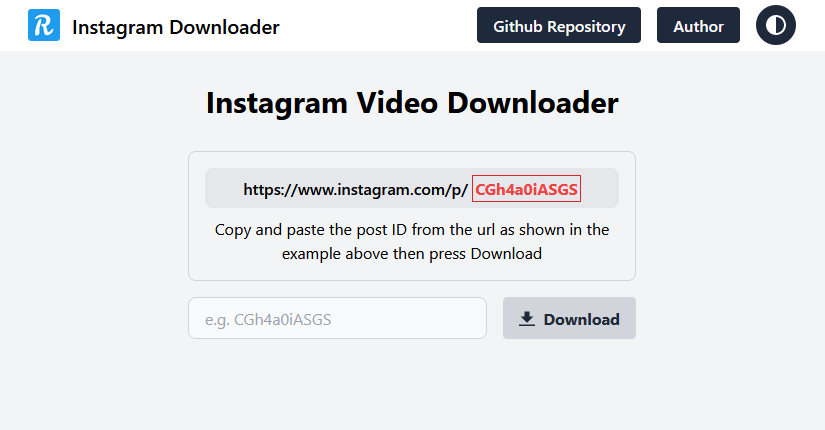 R Instagram Downloader Github Repository Author
Instagram Video Downloader
https://www.instagram.com/p/ CGh4a0iASGS
Copy and paste the post ID from the url as shown in the
example above then press Download
e.g. CGh4a0iASGS Download